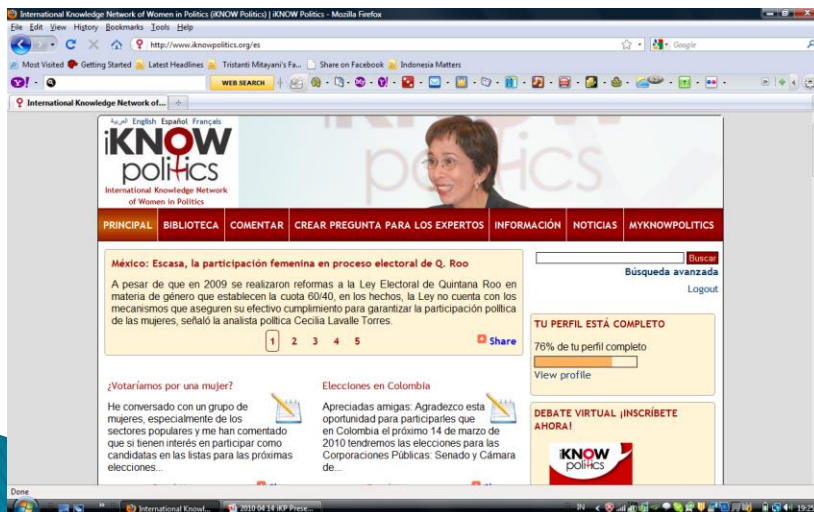 International Knowledge Network of Women in Politics (iKNOW Politics) | iKNOW Politics - Mozilla Firefox
File Edit View History Bookmarks Tools Help
http://www.iknowpolitics.org/es
Google
Most Visited Getting Started Latest Headlines Tristanti Mitayani's Fa... Share on Facebook Indonesia Matters
WEB SEARCH
International Knowledge Network of...
العربية English Español Français
iKNOW
politics
International Knowledge Network
of Women in Politics
PRINCIPAL BIBLIOTECA COMENTAR CREAR PREGUNTA PARA LOS EXPERTOS INFORMACIÓN NOTICIAS MYKNOWPOLITICS
México: Escasa, la participación femenina en proceso electoral de Q. Roo
A pesar de que en 2009 se realizaron reformas a la Ley Electoral de Quintana Roo en
materia de género que establecen la cuota 60/40, en los hechos, la Ley no cuenta con los
mecanismos que aseguren su efectivo cumplimiento para garantizar la participación política
de las mujeres, señaló la analista política Cecilia Lavalle Torres.
1 2 3 4 5 Share
Buscar
Búsqueda avanzada
Logout
TU PERFIL ESTÁ COMPLETO
76% de tu perfil completo
View profile
¿Votaríamos por una mujer?
He conversado con un grupo de
mujeres, especialmente de los
sectores populares y me han comentado
que si tienen interés en participar como
candidatas en las listas para las próximas
elecciones...
Elecciones en Colombia
Apreciadas amigas: Agradezco esta
oportunidad para participarles que
en Colombia el próximo 14 de marzo de
2010 tendremos las elecciones para las
Corporaciones Públicas: Senado y Cámara
de...
DEBATE VIRTUAL ¡INSCRÍBETE
AHORA!
iKNOW
politics
Done
International Knowl... 2010 04 14 iKP Prese... IN 19:25